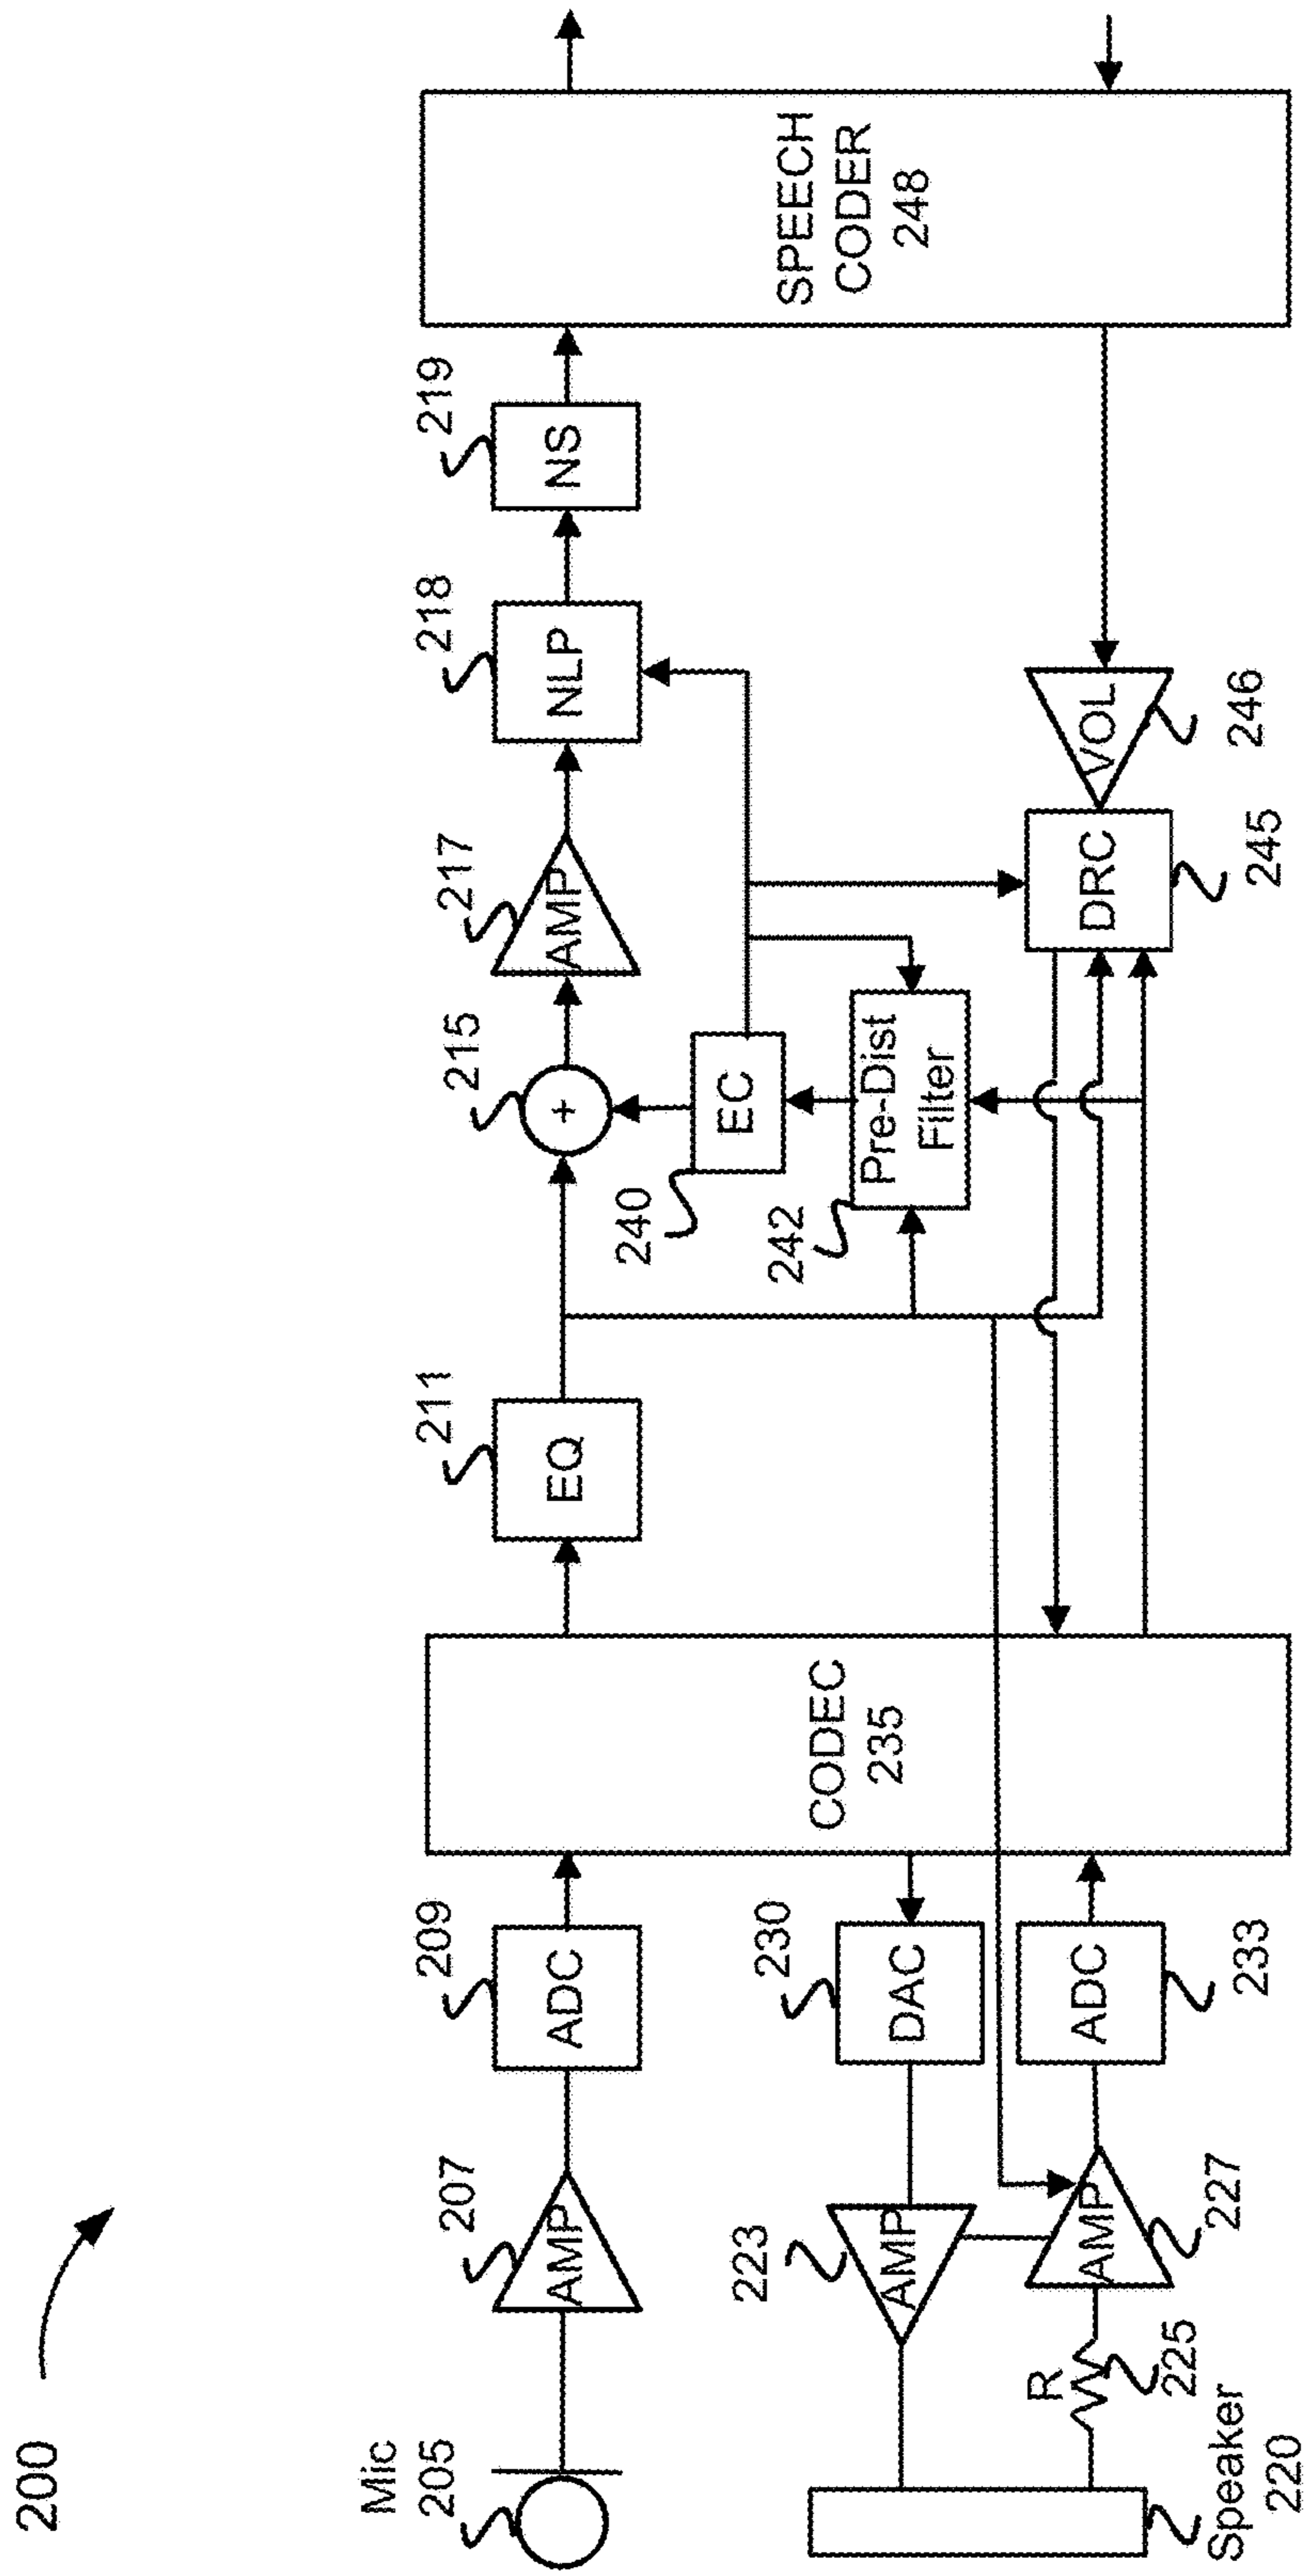 200
Mic
205
207
AMP
209
ADC
211
EQ
215
+
217
AMP
218
NLP
219
NS
240
EC
242
Pre-Dist
Filter
CODEC
235
SPEECH
CODER
248
223
AMP
230
DAC
R
225
AMP
227
ADC
233
DRC
245
VOL
246
Speaker
220